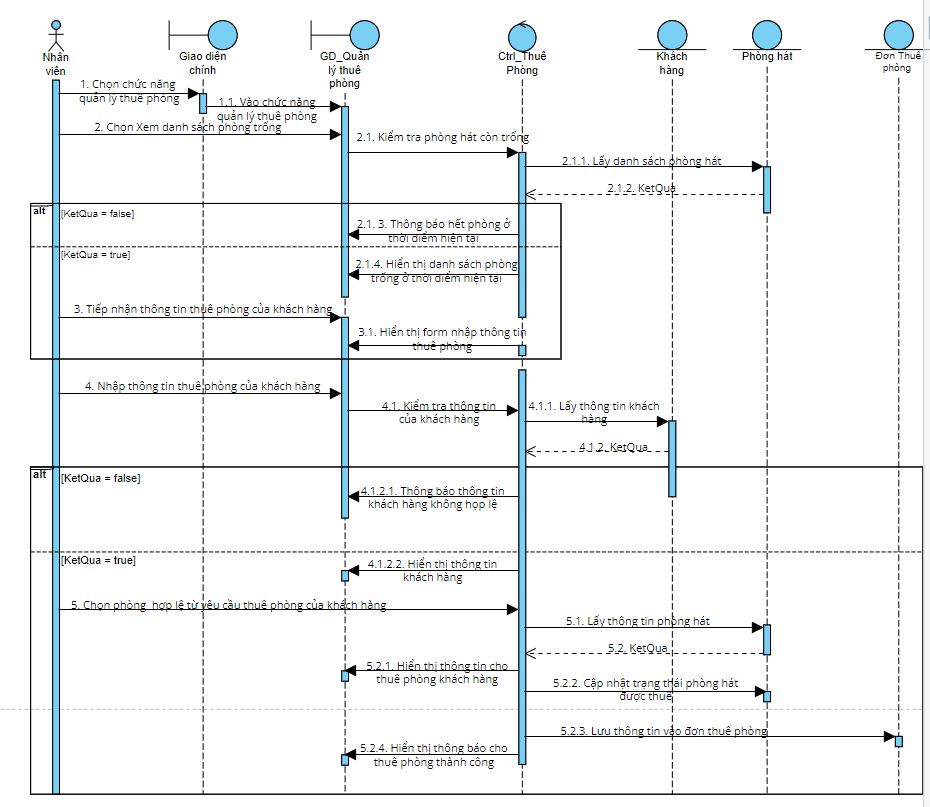 Nhân
viên
Giao diện
chính
GD_Quản
lý thuê
phòng
Ctrl_Thuê
Phòng
Khách
hàng
Phòng hát
Đơn Thuê
phòng
1. Chọn chức năng
quản lý thuê phòng
1.1. Vào chức năng
quản lý thuê phòng
2. Chọn Xem danh sách phòng trống
2.1. Kiểm tra phòng hát còn trống
2.1.1. Lấy danh sách phòng hát
2.1.2. KetQua
alt
[KetQua = false]
2.1. 3. Thông báo hết phòng ở
thời điểm hiện tại
[KetQua = true]
2.1.4. Hiển thị danh sách phòng
trống ở thời điểm hiện tại
3. Tiếp nhận thông tin thuê phòng của khách hàng
3.1. Hiển thị form nhập thông tin
thuê phòng
4. Nhập thông tin thuê phòng của khách hàng
4.1. Kiểm tra thông tin
của khách hàng
4.1.1. Lấy thông tin khách
hàng
4.1.2. KetQua
alt
[KetQua = false]
4.1.2.1. Thông báo thông tin
khách hàng không họp lệ
[KetQua = true]
4.1.2.2. Hiển thị thông tin
khách hàng
5. Chọn phòng hợp lệ từ yêu cầu thuê phòng của khách hàng
5.1. Lấy thông tin phòng hát
5.2. KetQua
5.2.1. Hiển thị thông tin cho
thuê phòng khách hàng
5.2.2. Cập nhật trạng thái phòng hát
được thuê
5.2.3. Lưu thông tin vào đơn thuê phòng
5.2.4. Hiển thị thông báo cho
thuê phòng thành công